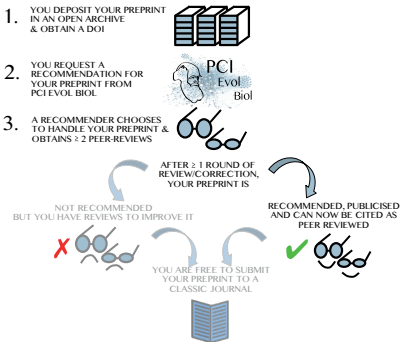 1. YOU DEPOSIT YOUR PREPRINT
IN AN OPEN ARCHIVE
& OBTAIN A DOI
2. YOU REQUEST A
RECOMMENDATION FOR
YOUR PREPRINT FROM
PCI EVOL BIOL
PCI
Evol
Biol
3. A RECOMMENDER CHOOSES
TO HANDLE YOUR PREPRINT &
OBTAINS ≥ 2 PEER-REVIEWS
AFTER ≥ 1 ROUND OF
REVIEW/CORRECTION,
YOUR PREPRINT IS
NOT RECOMMENDED
BUT YOU HAVE REVIEWS TO IMPROVE IT
RECOMMENDED, PUBLICISED
AND CAN NOW BE CITED AS
PEER REVIEWED
YOU ARE FREE TO SUBMIT
YOUR PREPRINT TO A
CLASSIC JOURNAL